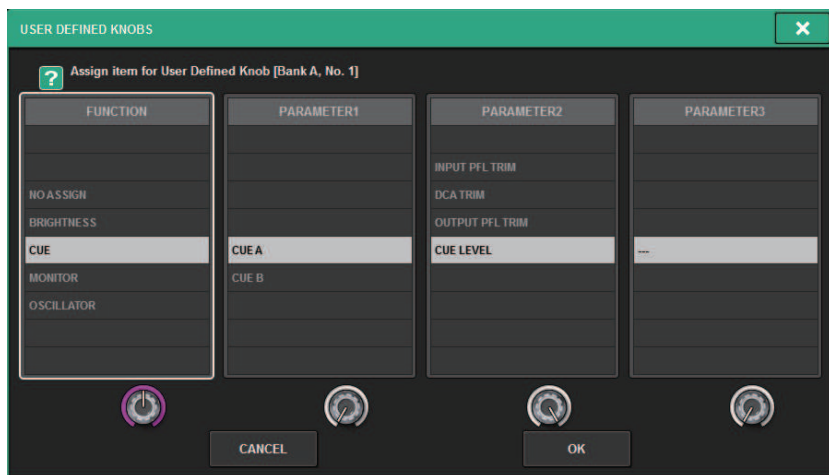 USER DEFINED KNOBS
?
Assign item for User Defined Knob [Bank A, No. 1]
FUNCTION
NO ASSIGN
BRIGHTNESS
CUE
MONITOR
OSCILLATOR
PARAMETER1
CUE A
CUE B
PARAMETER2
INPUT PFL TRIM
DCA TRIM
OUTPUT PFL TRIM
CUE LEVEL
PARAMETER3
---
CANCEL
OK